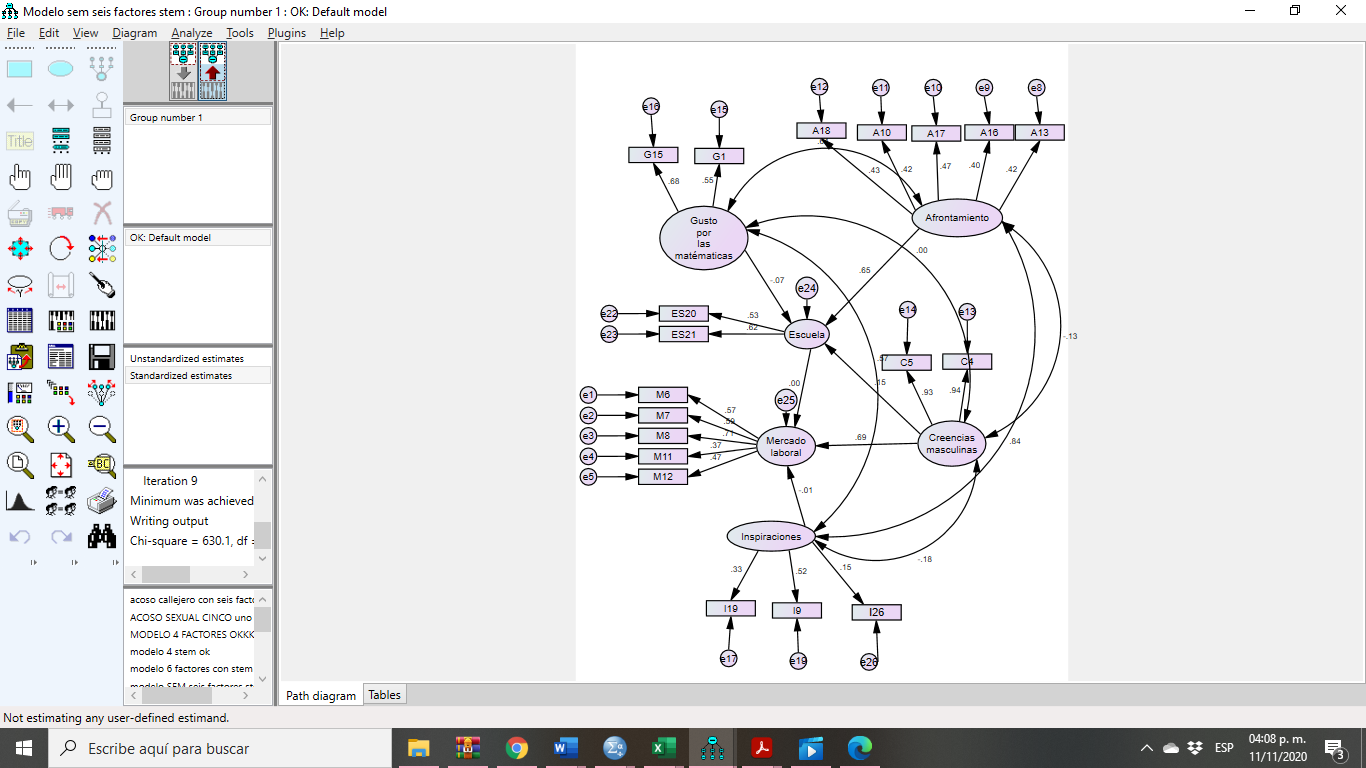 Modelo sem seis factores stem : Group number 1 : OK: Default model
File Edit View Diagram Analyze Tools Plugins Help
Title
Group number 1
OK: Default model
Unstandardized estimates
Standardized estimates
Iteration 9
Minimum was achieved
Writing output
Chi-square = 630.1, df =
acoso callejero con seis facto
ACOSO SEXUAL CINCO uno
MODELO 4 FACTORES OKKK
modelo 4 stem ok
modelo 6 factores con stem
modelo SEM seis factores st
e12 e11 e10 e9 e8
e16 e15
A18 A10 A17 A16 A13
G15 G1
.68 .55
.43 .42 .47 .40 .42
Gusto
por
las
matématicas
Afrontamiento
.00
-.07
.65
e24
e22 ES20 .53
e23 ES21 .62
Escuela
e14 e13
-.13
C5 C4
.57
.15
.93 .94
.00
e25
e1 M6 .57
e2 M7
e3 M8 .71
e4 M11 .37
e5 M12 .47
Mercado
laboral
.69
Creencias
masculinas
.84
-.01
Inspiraciones
-.18
.33 .52 .15
I19 I9 I26
e17 e19 e26
Path diagram Tables
Not estimating any user-defined estimand.
Escribe aquí para buscar
ESP
04:08 p. m.
11/11/2020
3